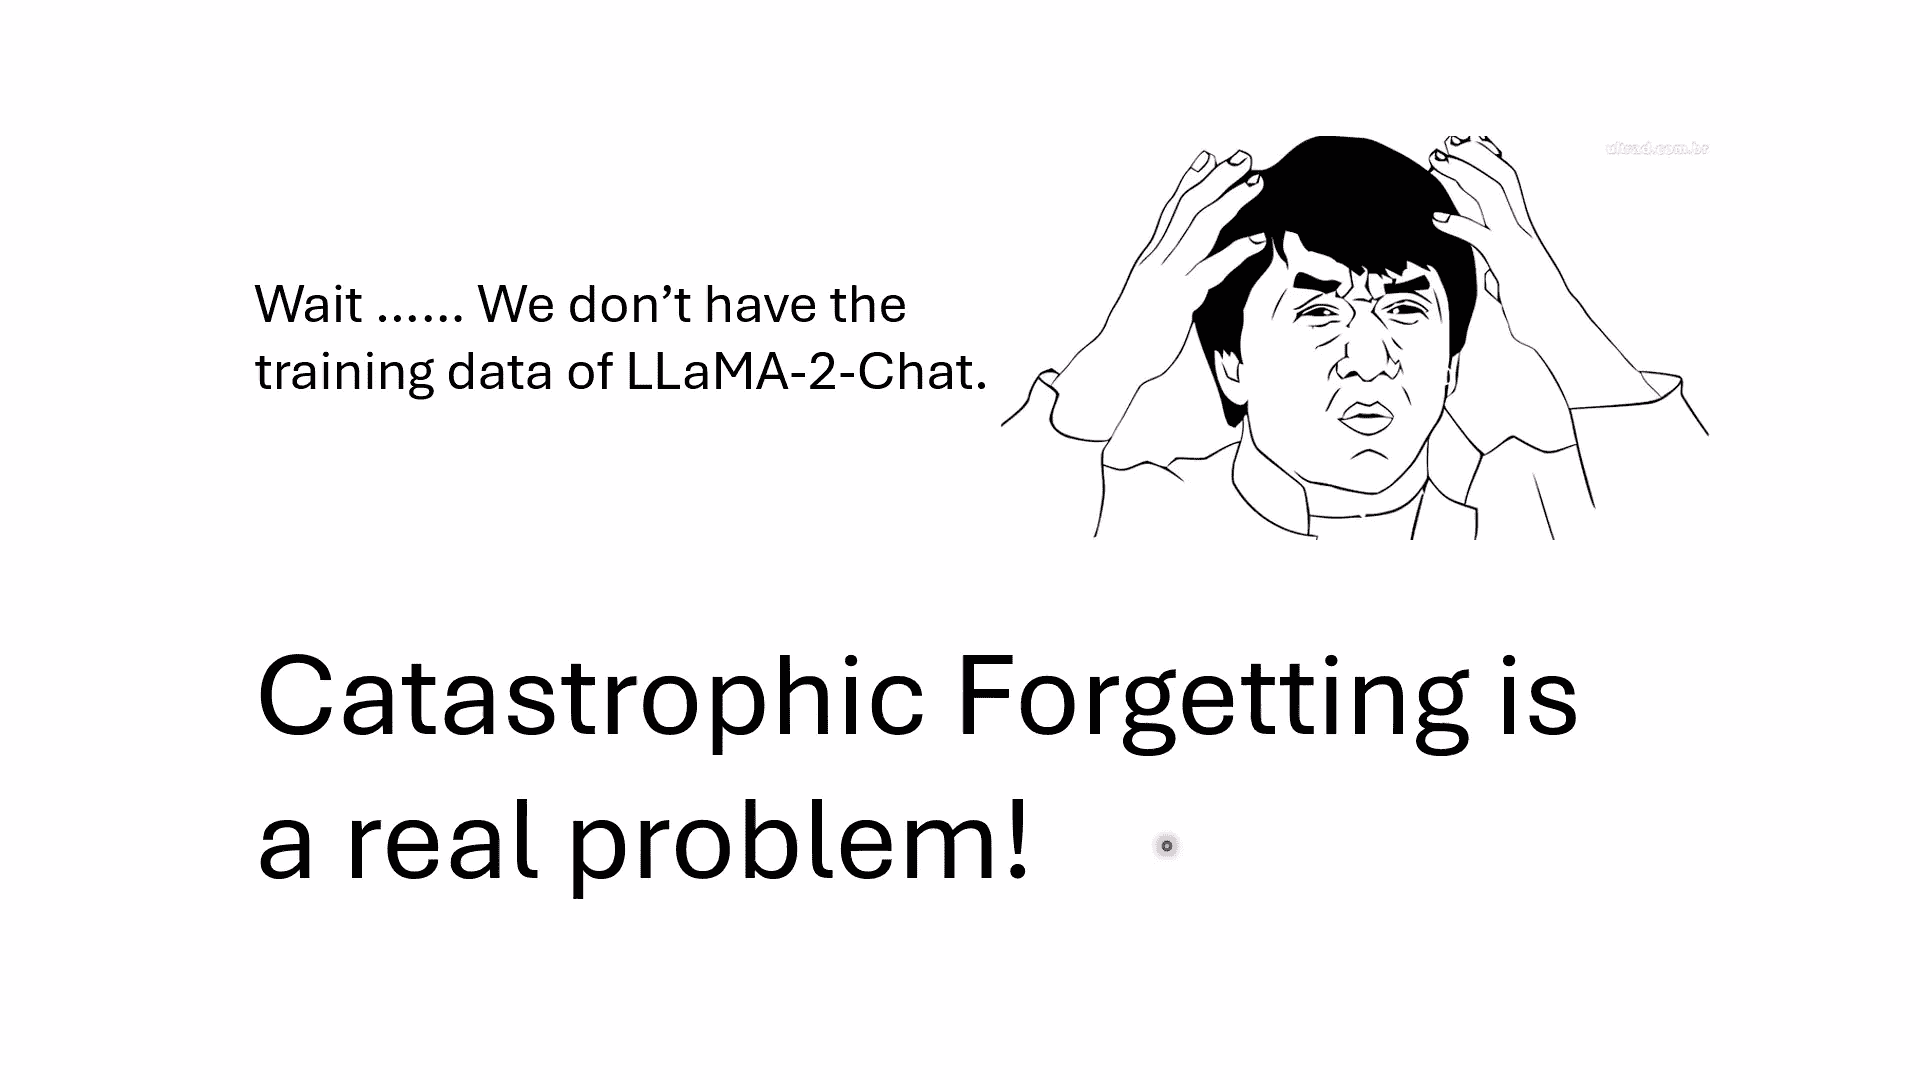 Wait …… We don’t have the
training data of LLaMA-2-Chat.
Catastrophic Forgetting is
a real problem!